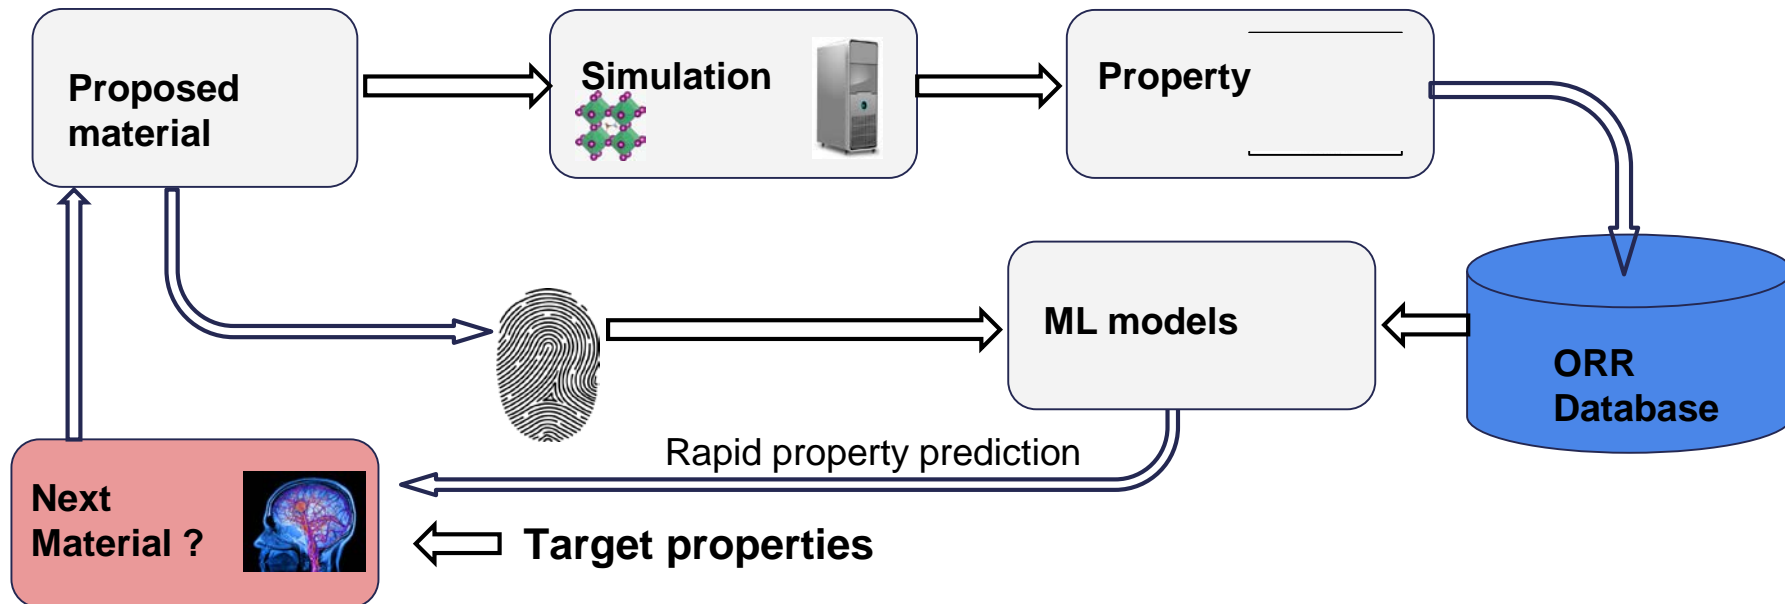 Proposed
material
Simulation
Property
ML models
ORR
Database
Rapid property prediction
Next
Material ?
Target properties